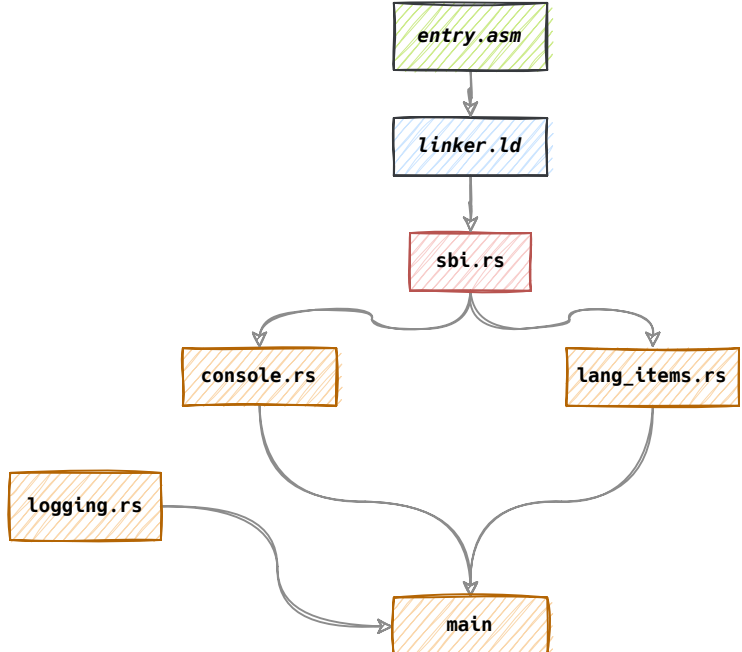 entry.asm
linker.ld
sbi.rs
console.rs
lang_items.rs
logging.rs
main